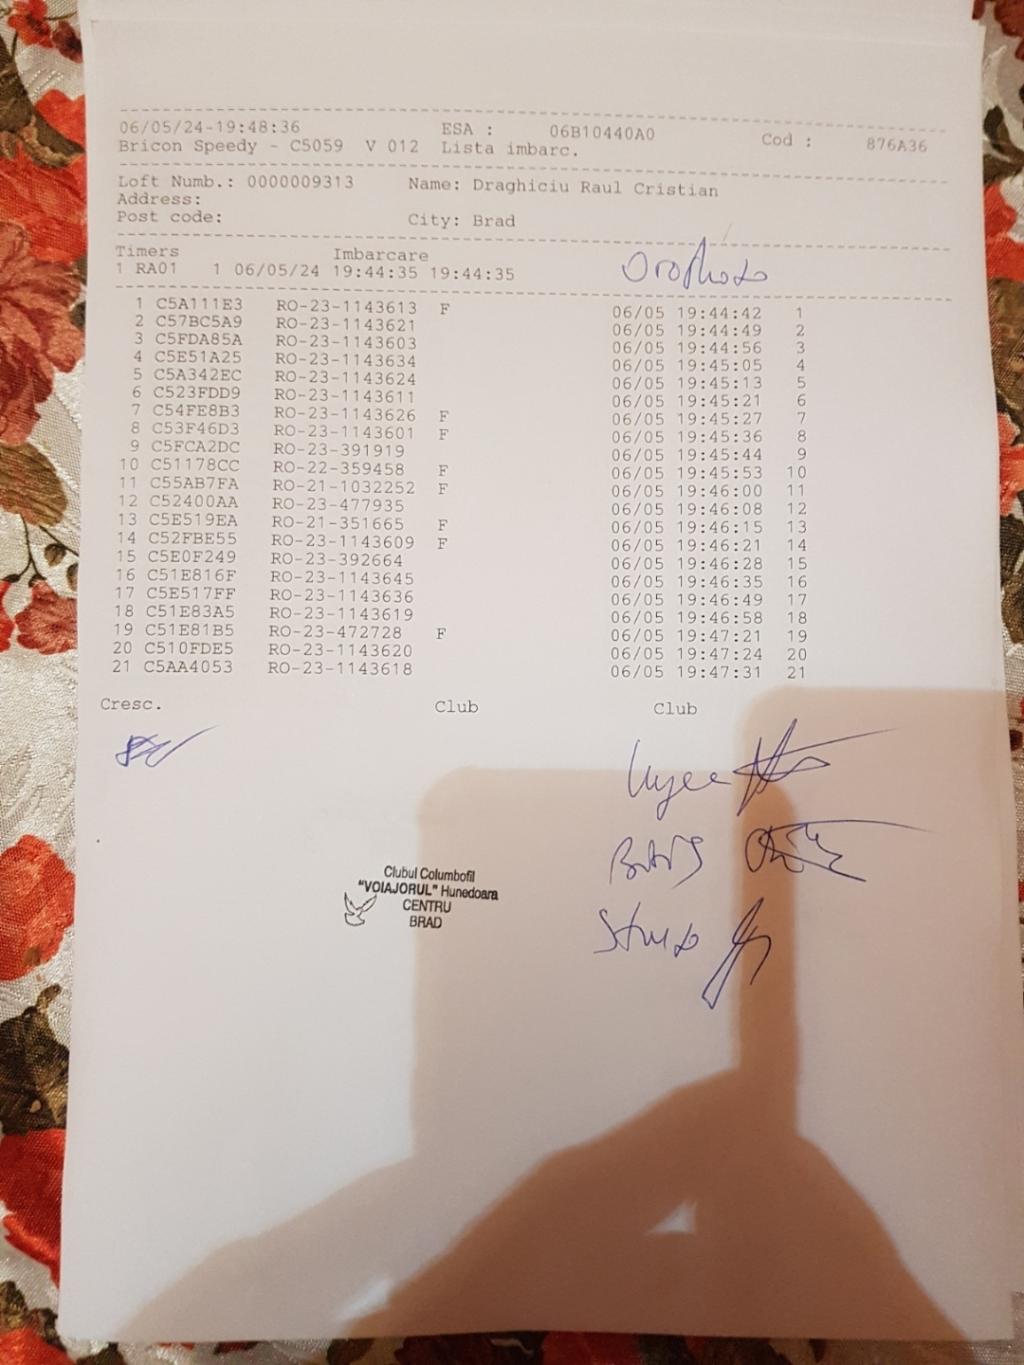 06/05/24-19:48:36 ESA : 06B10440A0 Cod : 876A36
Bricon Speedy - C5059 V 012 Lista imbarc.
Loft Numb.: 0000009313 Name: Draghiciu Raul Cristian
Address:
Post code: City: Brad
Timers Imbarcare
1 RA01 1 06/05/24 19:44:35 19:44:35
1 C5A111E3 RO-23-1143613 F 06/05 19:44:42 1
2 C57BC5A9 RO-23-1143621 06/05 19:44:49 2
3 C5FDA85A RO-23-1143603 06/05 19:44:56 3
4 C5E51A25 RO-23-1143634 06/05 19:45:05 4
5 C5A342EC RO-23-1143624 06/05 19:45:13 5
6 C523FDD9 RO-23-1143611 06/05 19:45:21 6
7 C54FE8B3 RO-23-1143626 F 06/05 19:45:27 7
8 C53F46D3 RO-23-1143601 F 06/05 19:45:36 8
9 C5FCA2DC RO-23-391919 06/05 19:45:44 9
10 C51178CC RO-22-359458 F 06/05 19:45:53 10
11 C55AB7FA RO-21-1032252 F 06/05 19:46:00 11
12 C52400AA RO-23-477935 06/05 19:46:08 12
13 C5E519EA RO-21-351665 F 06/05 19:46:15 13
14 C52FBE55 RO-23-1143609 F 06/05 19:46:21 14
15 C5E0F249 RO-23-392664 06/05 19:46:28 15
16 C51E816F RO-23-1143645 06/05 19:46:35 16
17 C5E517FF RO-23-1143636 06/05 19:46:49 17
18 C51E83A5 RO-23-1143619 06/05 19:46:58 18
19 C51E81B5 RO-23-472728 F 06/05 19:47:21 19
20 C510FDE5 RO-23-1143620 06/05 19:47:24 20
21 C5AA4053 RO-23-1143618 06/05 19:47:31 21
Cresc. Club Club
Clubul Columbofil
"VOIAJORUL" Hunedoara
CENTRU
BRAD